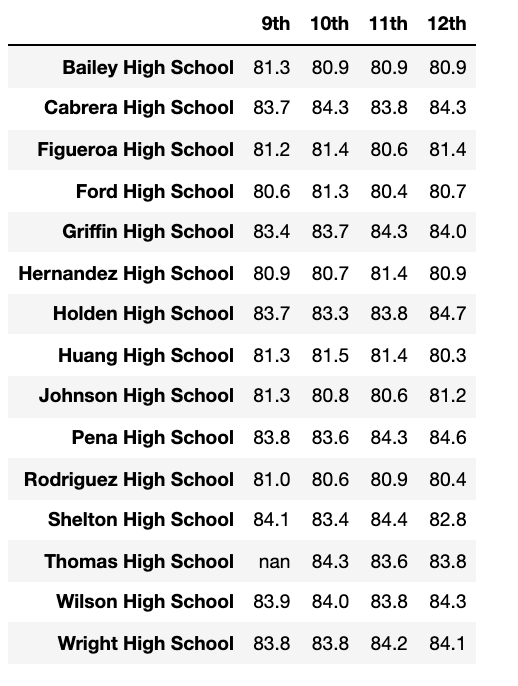 9th 10th 11th 12th
Bailey High School 81.3 80.9 80.9 80.9
Cabrera High School 83.7 84.3 83.8 84.3
Figueroa High School 81.2 81.4 80.6 81.4
Ford High School 80.6 81.3 80.4 80.7
Griffin High School 83.4 83.7 84.3 84.0
Hernandez High School 80.9 80.7 81.4 80.9
Holden High School 83.7 83.3 83.8 84.7
Huang High School 81.3 81.5 81.4 80.3
Johnson High School 81.3 80.8 80.6 81.2
Pena High School 83.8 83.6 84.3 84.6
Rodriguez High School 81.0 80.6 80.9 80.4
Shelton High School 84.1 83.4 84.4 82.8
Thomas High School nan 84.3 83.6 83.8
Wilson High School 83.9 84.0 83.8 84.3
Wright High School 83.8 83.8 84.2 84.1